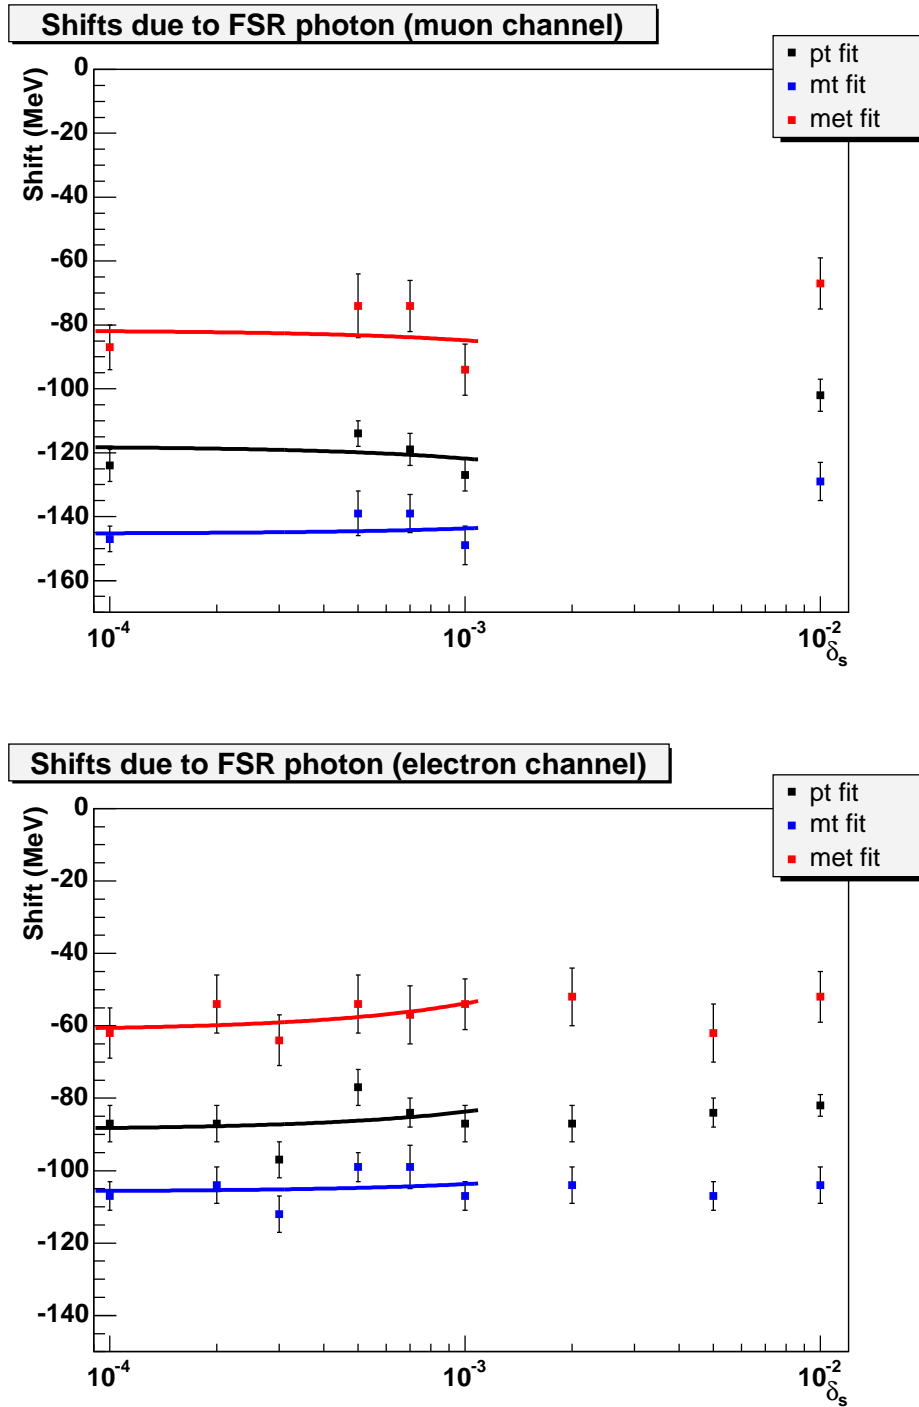 Shifts due to FSR photon (muon channel)
pt fit
mt fit
met fit
Shift (MeV)
0
-20
-40
-60
-80
-100
-120
-140
-160
10^-4
10^-3
10^-2
δs
Shifts due to FSR photon (electron channel)
pt fit
mt fit
met fit
Shift (MeV)
0
-20
-40
-60
-80
-100
-120
-140
10^-4
10^-3
10^-2
δs